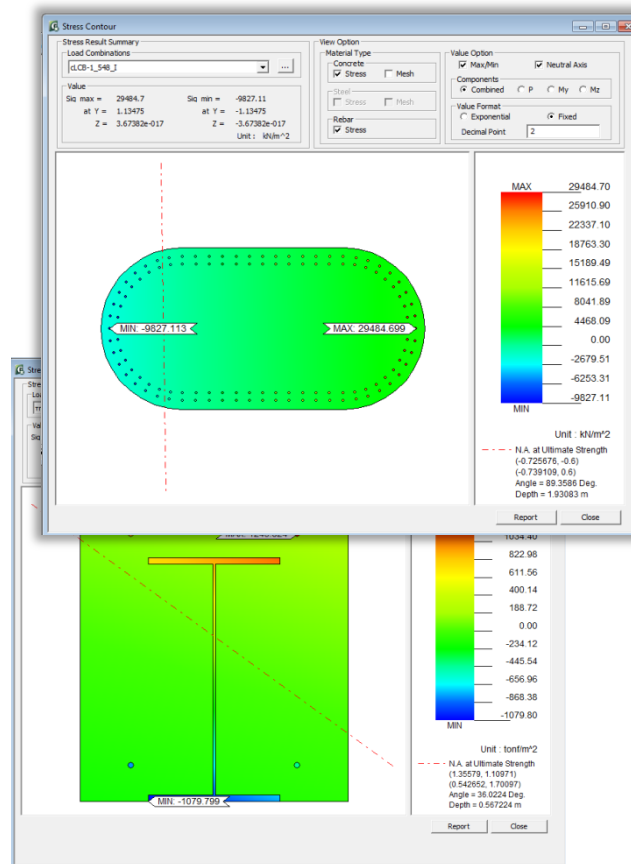 Stress Contour
Stress Result Summary
Load Combinations
cLCB-1_548_I
...
Value
Sig max = 29484.7 Sig min = -9827.11
at Y = 1.13475 at Y = -1.13475
Z = 3.67382e-017 Z = -3.67382e-017
Unit : kN/m^2
View Option
Material Type
Concrete
Stress Mesh
Steel
Stress Mesh
Rebar
Stress
Value Option
Max/Min Neutral Axis
Components
Combined P My Mz
Value Format
Exponential Fixed
Decimal Point 2
MIN: -9827.113
MAX: 29484.699
MAX 29484.70
25910.90
22337.10
18763.30
15189.49
11615.69
8041.89
4468.09
0.00
-2679.51
-6253.31
MIN -9827.11
Unit : kN/m^2
N.A. at Ultimate Strength
(-0.725676, -0.6)
(-0.739109, 0.6)
Angle = 89.3586 Deg.
Depth = 1.93083 m
Report Close
MIN: -1079.799
1034.40
822.98
611.56
400.14
188.72
0.00
-234.12
-445.54
-656.96
-868.38
-1079.80
MIN
Unit : tonf/m^2
N.A. at Ultimate Strength
(1.35579, 1.10971)
(0.542652, 1.70097)
Angle = 36.0224 Deg.
Depth = 0.567224 m
Report Close